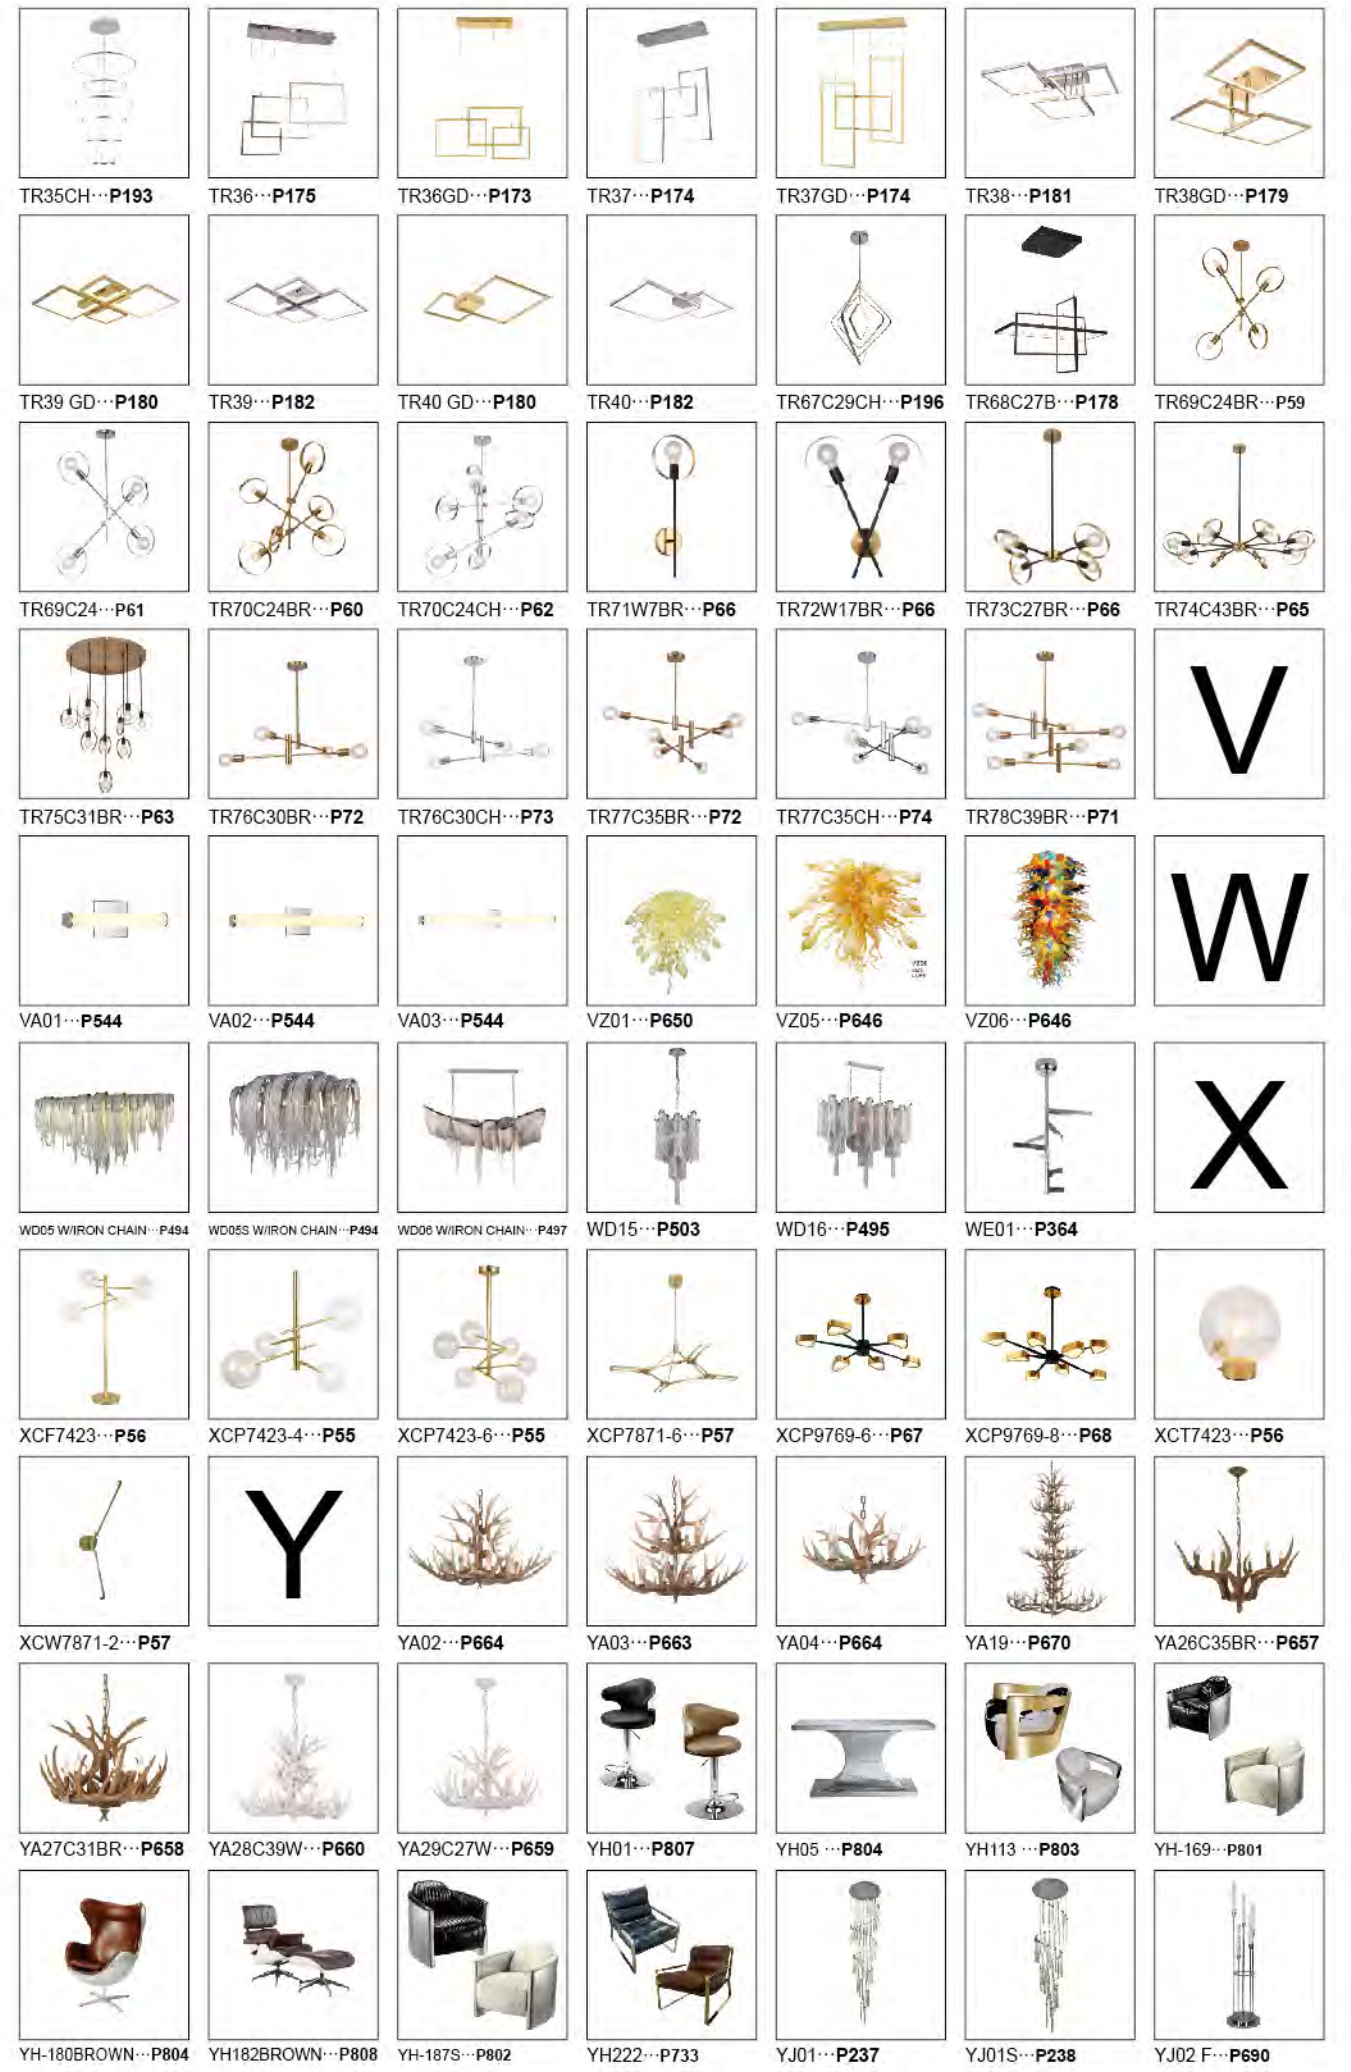 TR35CH···P193 TR36···P175 TR36GD···P173 TR37···P174 TR37GD···P174 TR38···P181 TR38GD···P179
TR39 GD···P180 TR39···P182 TR40 GD···P180 TR40···P182 TR67C29CH···P196 TR68C27B···P178 TR69C24BR···P59
TR69C24···P61 TR70C24BR···P60 TR70C24CH···P62 TR71W7BR···P66 TR72W17BR···P66 TR73C27BR···P66 TR74C43BR···P65
V
TR75C31BR···P63 TR76C30BR···P72 TR76C30CH···P73 TR77C35BR···P72 TR77C35CH···P74 TR78C39BR···P71
W
VA01···P544 VA02···P544 VA03···P544 VZ01···P650 VZ05···P646 VZ06···P646
X
WD05 W/IRON CHAIN···P494 WD05S W/IRON CHAIN···P494 WD06 W/IRON CHAIN···P497 WD15···P503 WD16···P495 WE01···P364
XCF7423···P56 XCP7423-4···P55 XCP7423-6···P55 XCP7871-6···P57 XCP9769-6···P67 XCP9769-8···P68 XCT7423···P56
Y
XCW7871-2···P57 YA02···P664 YA03···P663 YA04···P664 YA19···P670 YA26C35BR···P657
YA27C31BR···P658 YA28C39W···P660 YA29C27W···P659 YH01···P807 YH05 ···P804 YH113 ···P803 YH-169···P801
YH-180BROWN···P804 YH182BROWN···P808 YH-187S···P802 YH222···P733 YJ01···P237 YJ01S···P238 YJ02 F···P690